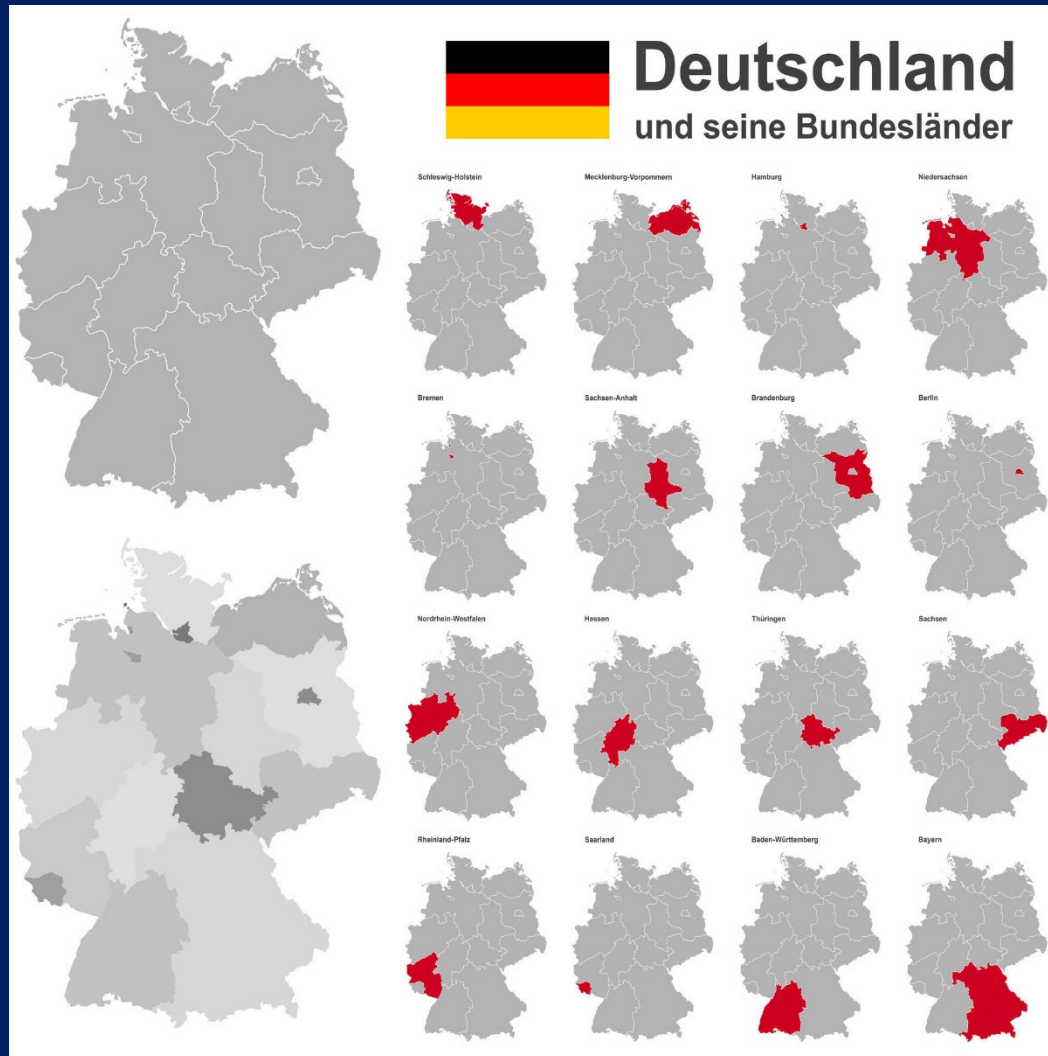 Deutschland
und seine Bundesländer
Schleswig-Holstein
Mecklenburg-Vorpommern
Hamburg
Niedersachsen
Bremen
Sachsen-Anhalt
Brandenburg
Berlin
Nordrhein-Westfalen
Hessen
Thüringen
Sachsen
Rheinland-Pfalz
Saarland
Baden-Württemberg
Bayern